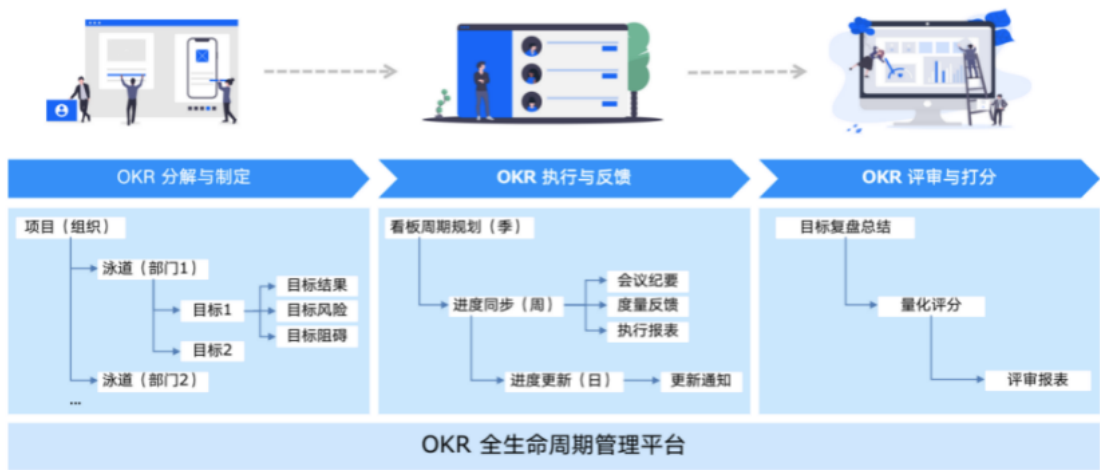 OKR 分解与制定
OKR 执行与反馈
OKR 评审与打分
项目（组织）
泳道（部门1）
目标1
目标结果
目标风险
目标阻碍
目标2
泳道（部门2）
...
看板周期规划（季）
进度同步（周）
会议纪要
度量反馈
执行报表
进度更新（日）
更新通知
目标复盘总结
量化评分
评审报表
OKR 全生命周期管理平台